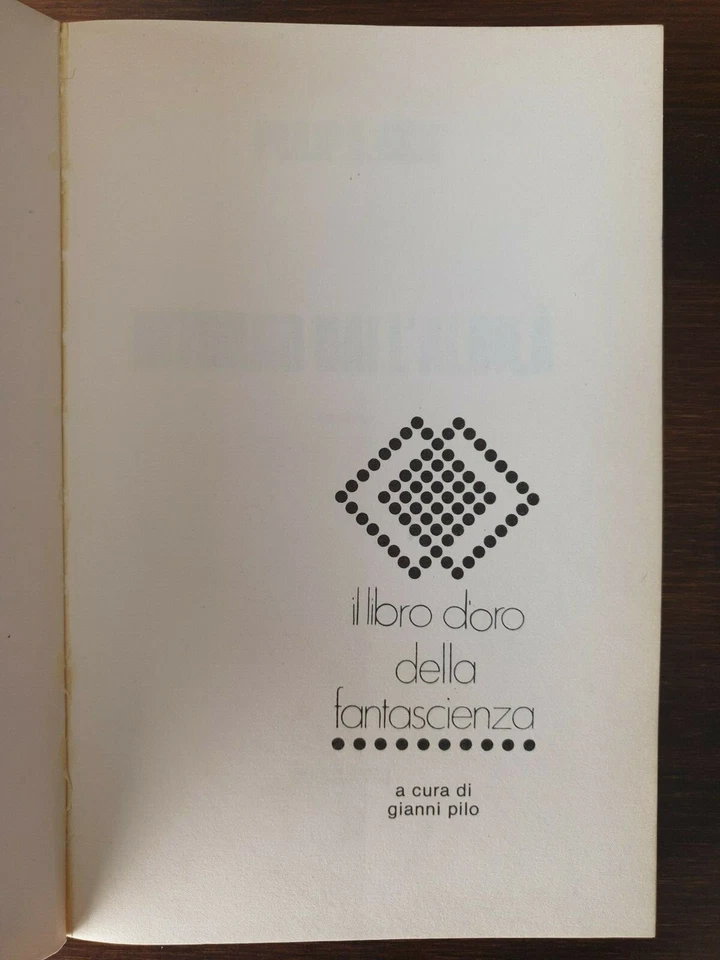 il libro d'oro
della
fantascienza
a cura di
gianni pilo